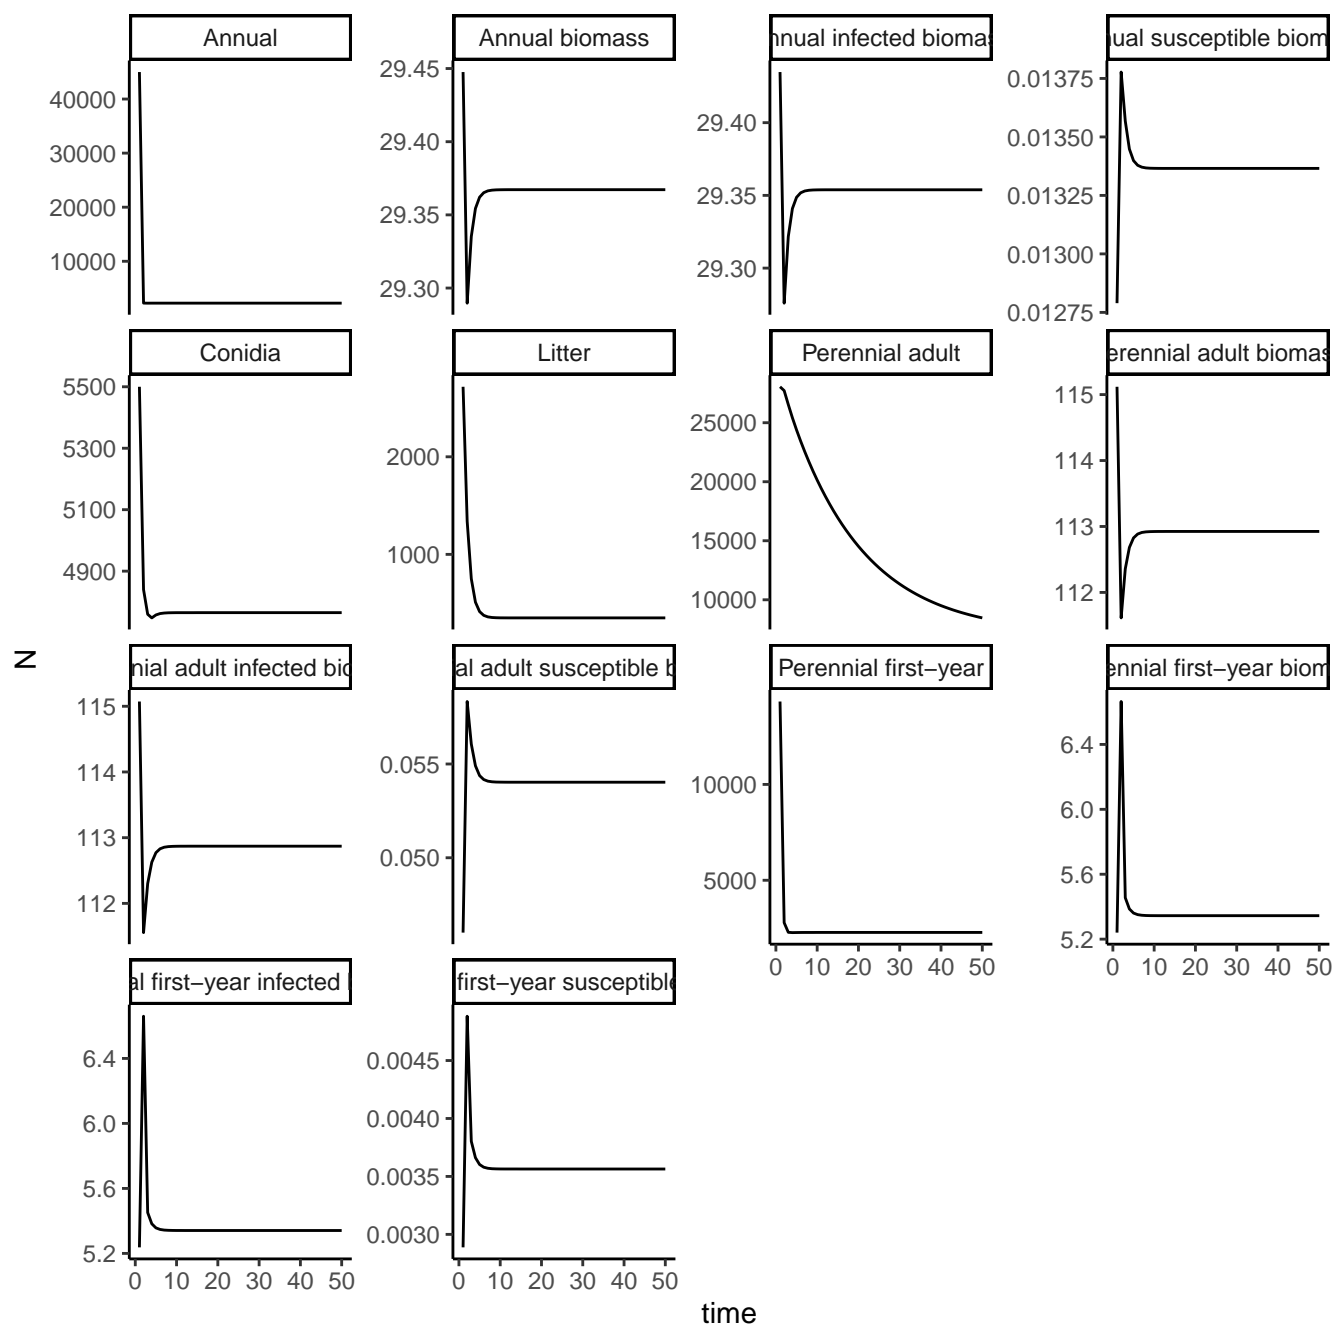 Annual
Annual biomass
nnual infected biomas
ual susceptible biom
40000
30000
20000
10000
29.45
29.40
29.35
29.30
29.40
29.35
29.30
0.01375
0.01350
0.01325
0.01300
0.01275
Conidia
Litter
Perennial adult
erennial adult biomas
5500
5300
5100
4900
2000
1000
25000
20000
15000
10000
115
114
113
112
N
nial adult infected bio
al adult susceptible b
Perennial first−year
ennial first−year biom
115
114
113
112
0.055
0.050
10000
5000
6.4
6.0
5.6
5.2
0 10 20 30 40 50
0 10 20 30 40 50
al first−year infected
first−year susceptible
6.4
6.0
5.6
5.2
0.0045
0.0040
0.0035
0.0030
0 10 20 30 40 50
0 10 20 30 40 50
time